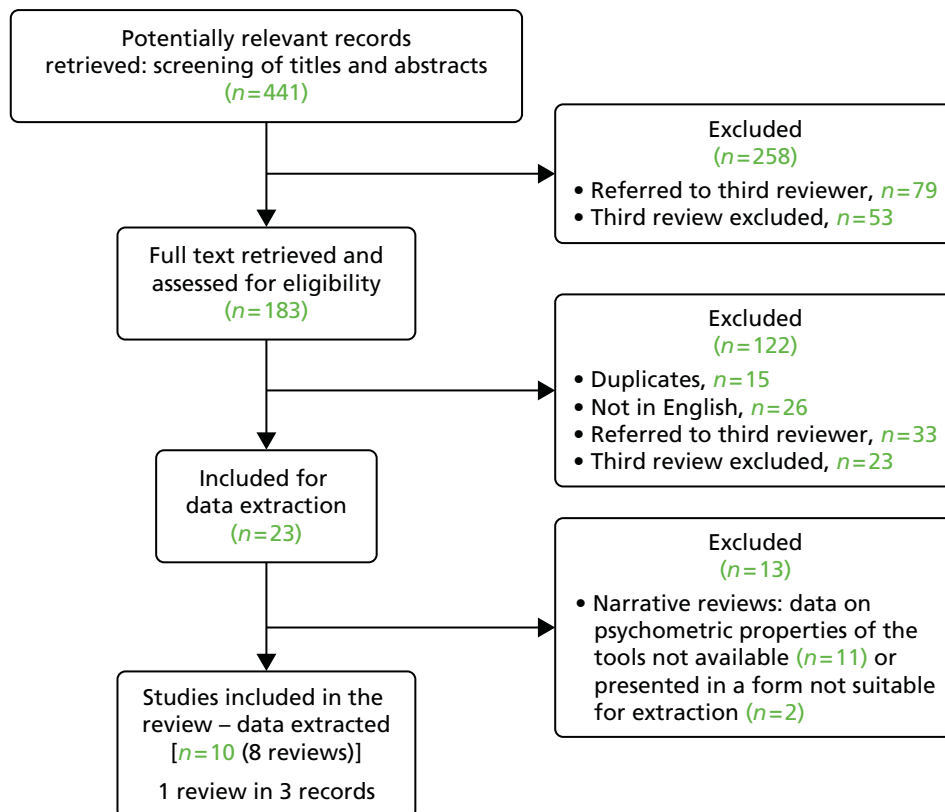 Potentially relevant records
retrieved: screening of titles and abstracts
(n=441)
Excluded
(n=258)
• Referred to third reviewer, n=79
• Third review excluded, n=53
Full text retrieved and
assessed for eligibility
(n=183)
Excluded
(n=122)
• Duplicates, n=15
• Not in English, n=26
• Referred to third reviewer, n=33
• Third review excluded, n=23
Included for
data extraction
(n=23)
Excluded
(n=13)
• Narrative reviews: data on
psychometric properties of the
tools not available (n=11) or
presented in a form not suitable
for extraction (n=2)
Studies included in the
review – data extracted
[n=10 (8 reviews)]
1 review in 3 records